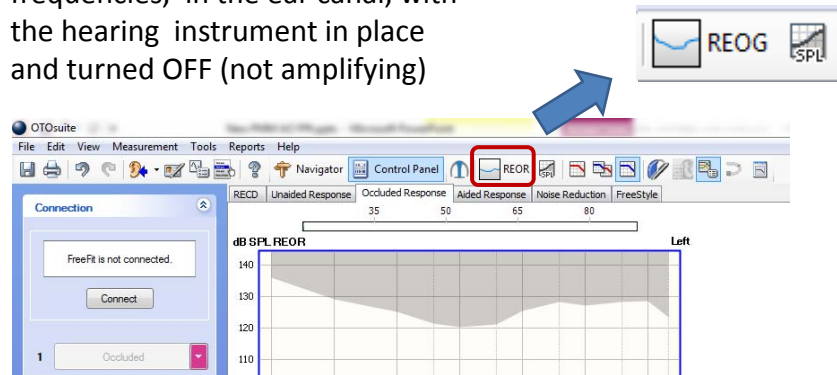 frequencies, in the ear canal, with
the hearing instrument in place
and turned OFF (not amplifying)
REOG
SPL
OTOsuite
File Edit View Measurement Tools Reports Help
Navigator Control Panel REOR
RECD Unaided Response Occluded Response Aided Response Noise Reduction FreeStyle
Connection
35 50 65 80
dB SPL REOR Left
FreeFit is not connected.
Connect
140
130
120
110
1 Occluded